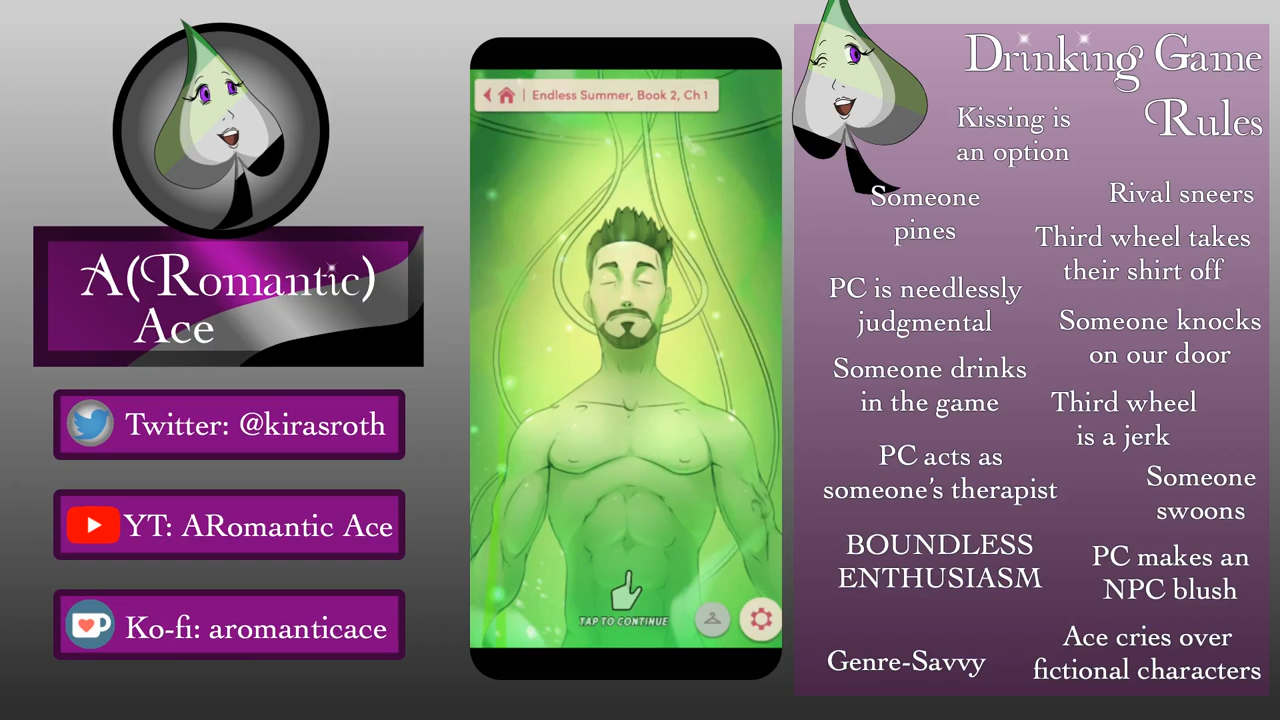 A(Romantic)
Ace
Twitter: @kirasroth
YT: ARomantic Ace
Ko-fi: aromanticace
Endless Summer, Book 2, Ch 1
TAP TO CONTINUE
Drinking Game
Rules
Kissing is
an option
Someone
pines
Rival sneers
Third wheel takes
their shirt off
PC is needlessly
judgmental
Someone knocks
on our door
Someone drinks
in the game
Third wheel
is a jerk
PC acts as
someone's therapist
Someone
swoons
BOUNDLESS
ENTHUSIASM
PC makes an
NPC blush
Genre-Savvy
Ace cries over
fictional characters